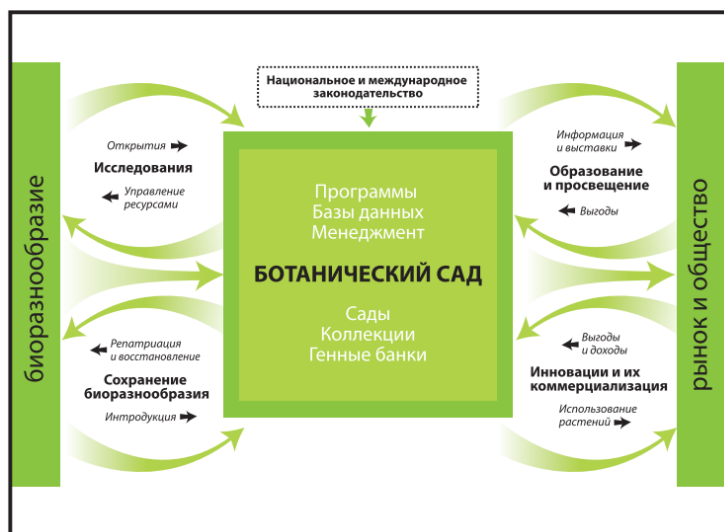 Национальное и международное
законодательство
биоразнообразие
Открытия
Исследования
Управление
ресурсами
Репатриация
и восстановление
Сохранение
биоразнообразия
Интродукция
Программы
Базы данных
Менеджмент
БОТАНИЧЕСКИЙ САД
Сады
Коллекции
Генные банки
Информация
и выставки
Образование
и просвещение
Выгоды
Выгоды
и доходы
Инновации и их
коммерциализация
Использование
растений
рынок и общество